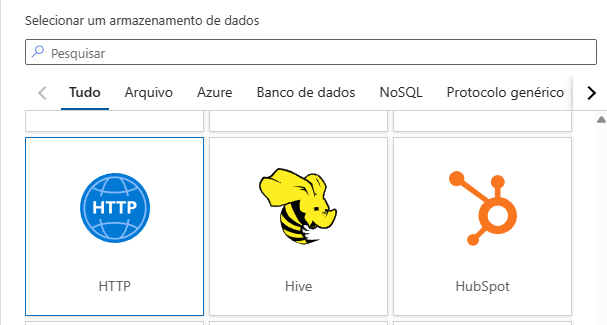 Selecionar um armazenamento de dados
Pesquisar
Tudo Arquivo Azure Banco de dados NoSQL Protocolo genérico
HTTP
HTTP Hive HubSpot